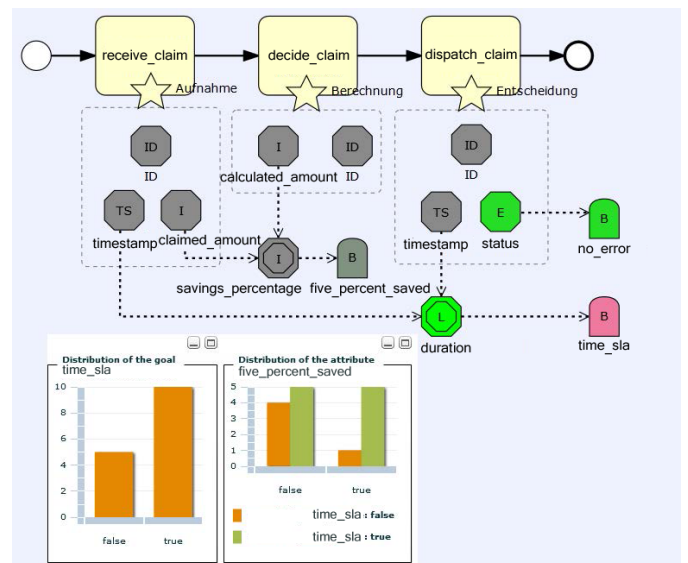 receive_claim
decide_claim
dispatch_claim
Aufnahme
Berechnung
Entscheidung
ID
ID
I
calculated_amount
ID
ID
ID
ID
TS
timestamp
I
claimed_amount
TS
timestamp
E
status
B
no_error
I
savings_percentage
B
five_percent_saved
L
duration
B
time_sla
Distribution of the goal
time_sla
10
8
6
4
2
0
false
true
Distribution of the attribute
five_percent_saved
5
4
3
2
1
0
false
true
time_sla : false
time_sla : true